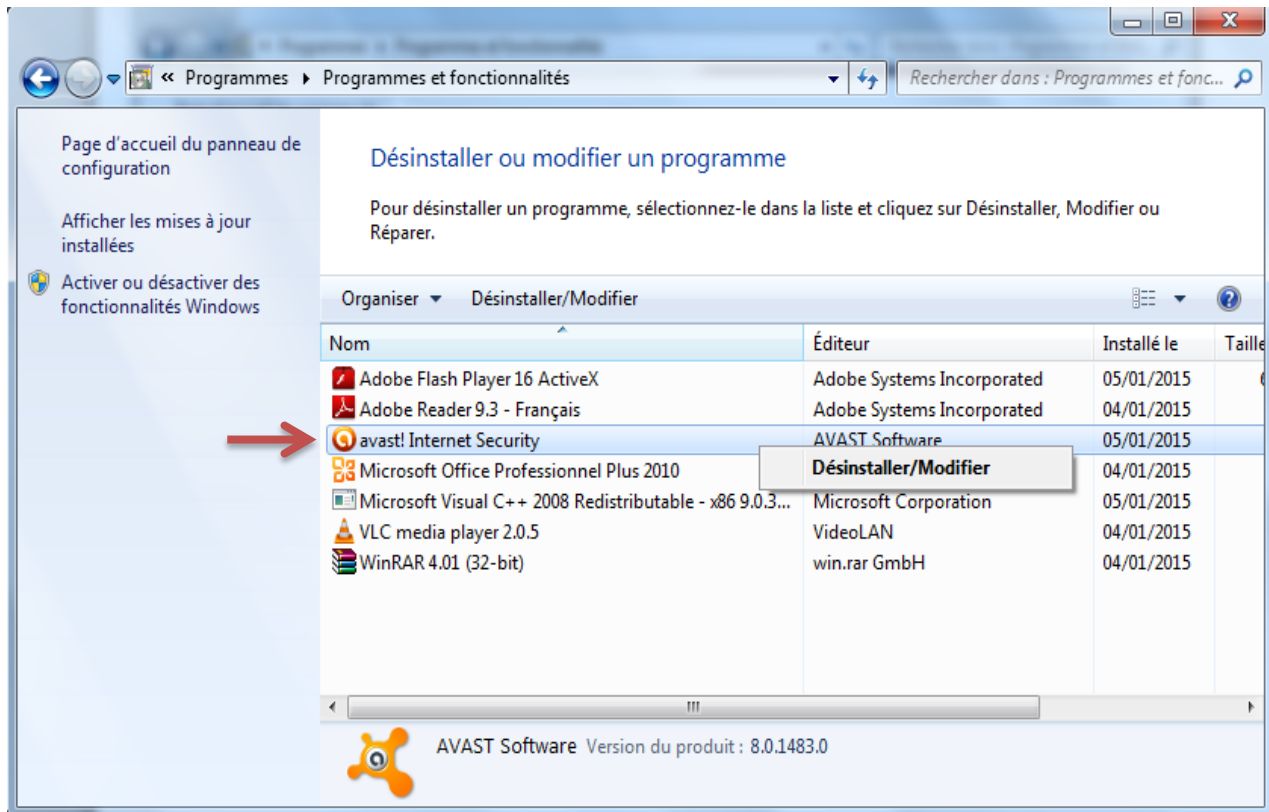 « Programmes ▸ Programmes et fonctionnalités
Rechercher dans : Programmes et fonc...
Page d'accueil du panneau de
configuration
Afficher les mises à jour
installées
Activer ou désactiver des
fonctionnalités Windows
Désinstaller ou modifier un programme
Pour désinstaller un programme, sélectionnez-le dans la liste et cliquez sur Désinstaller, Modifier ou
Réparer.
Organiser Désinstaller/Modifier
Nom Éditeur Installé le Taille
Adobe Flash Player 16 ActiveX Adobe Systems Incorporated 05/01/2015
Adobe Reader 9.3 - Français Adobe Systems Incorporated 04/01/2015
avast! Internet Security AVAST Software 05/01/2015
Désinstaller/Modifier
Microsoft Office Professionnel Plus 2010 04/01/2015
Microsoft Visual C++ 2008 Redistributable - x86 9.0.3... Microsoft Corporation 05/01/2015
VLC media player 2.0.5 VideoLAN 04/01/2015
WinRAR 4.01 (32-bit) win.rar GmbH 04/01/2015
AVAST Software Version du produit : 8.0.1483.0